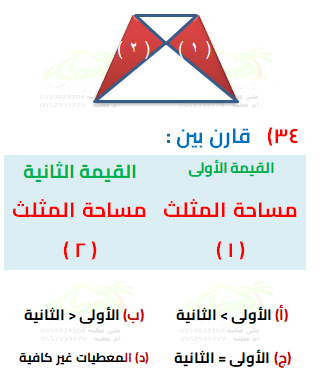 ( ٢ ) ( ١ )
٣٤) قارن بين :
القيمة الأولى القيمة الثانية
مساحة المثلث مساحة المثلث
( ١ ) ( ٢ )
(أ) الأولى > الثانية (ب) الأولى < الثانية
(ج) الأولى = الثانية (د) المعطيات غير كافية